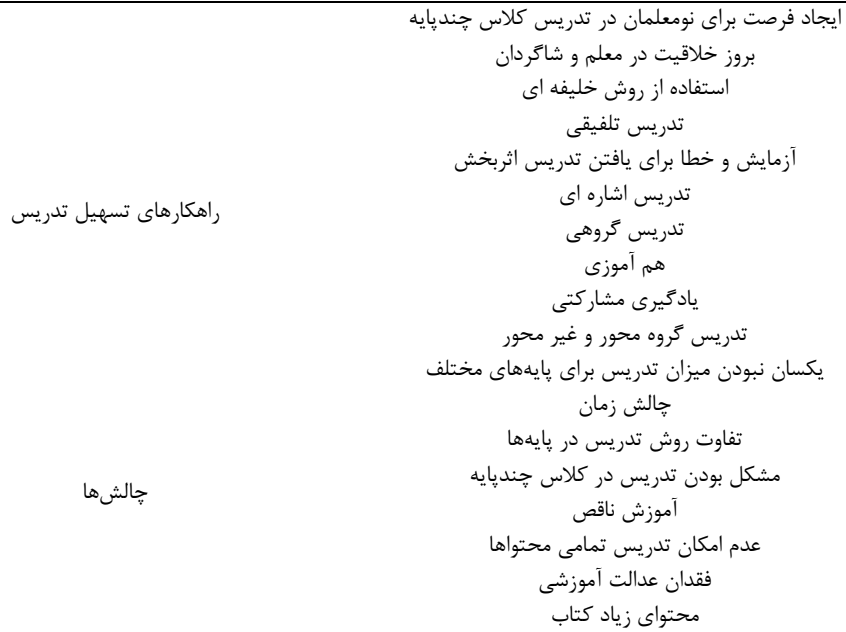 ایجاد فرصت برای نومعلمان در تدریس کلاس چندپایه
بروز خلاقیت در معلم و شاگردان
استفاده از روش خلیفه ای
تدریس تلفیقی
آزمایش و خطا برای یافتن تدریس اثربخش
تدریس اشاره ای
راهکارهای تسهیل تدریس
تدریس گروهی
هم آموزی
یادگیری مشارکتی
تدریس گروه محور و غیر محور
یکسان نبودن میزان تدریس برای پایه‌های مختلف
چالش زمان
تفاوت روش تدریس در پایه‌ها
مشکل بودن تدریس در کلاس چندپایه
چالش‌ها
آموزش ناقص
عدم امکان تدریس تمامی محتواها
فقدان عدالت آموزشی
محتوای زیاد کتاب